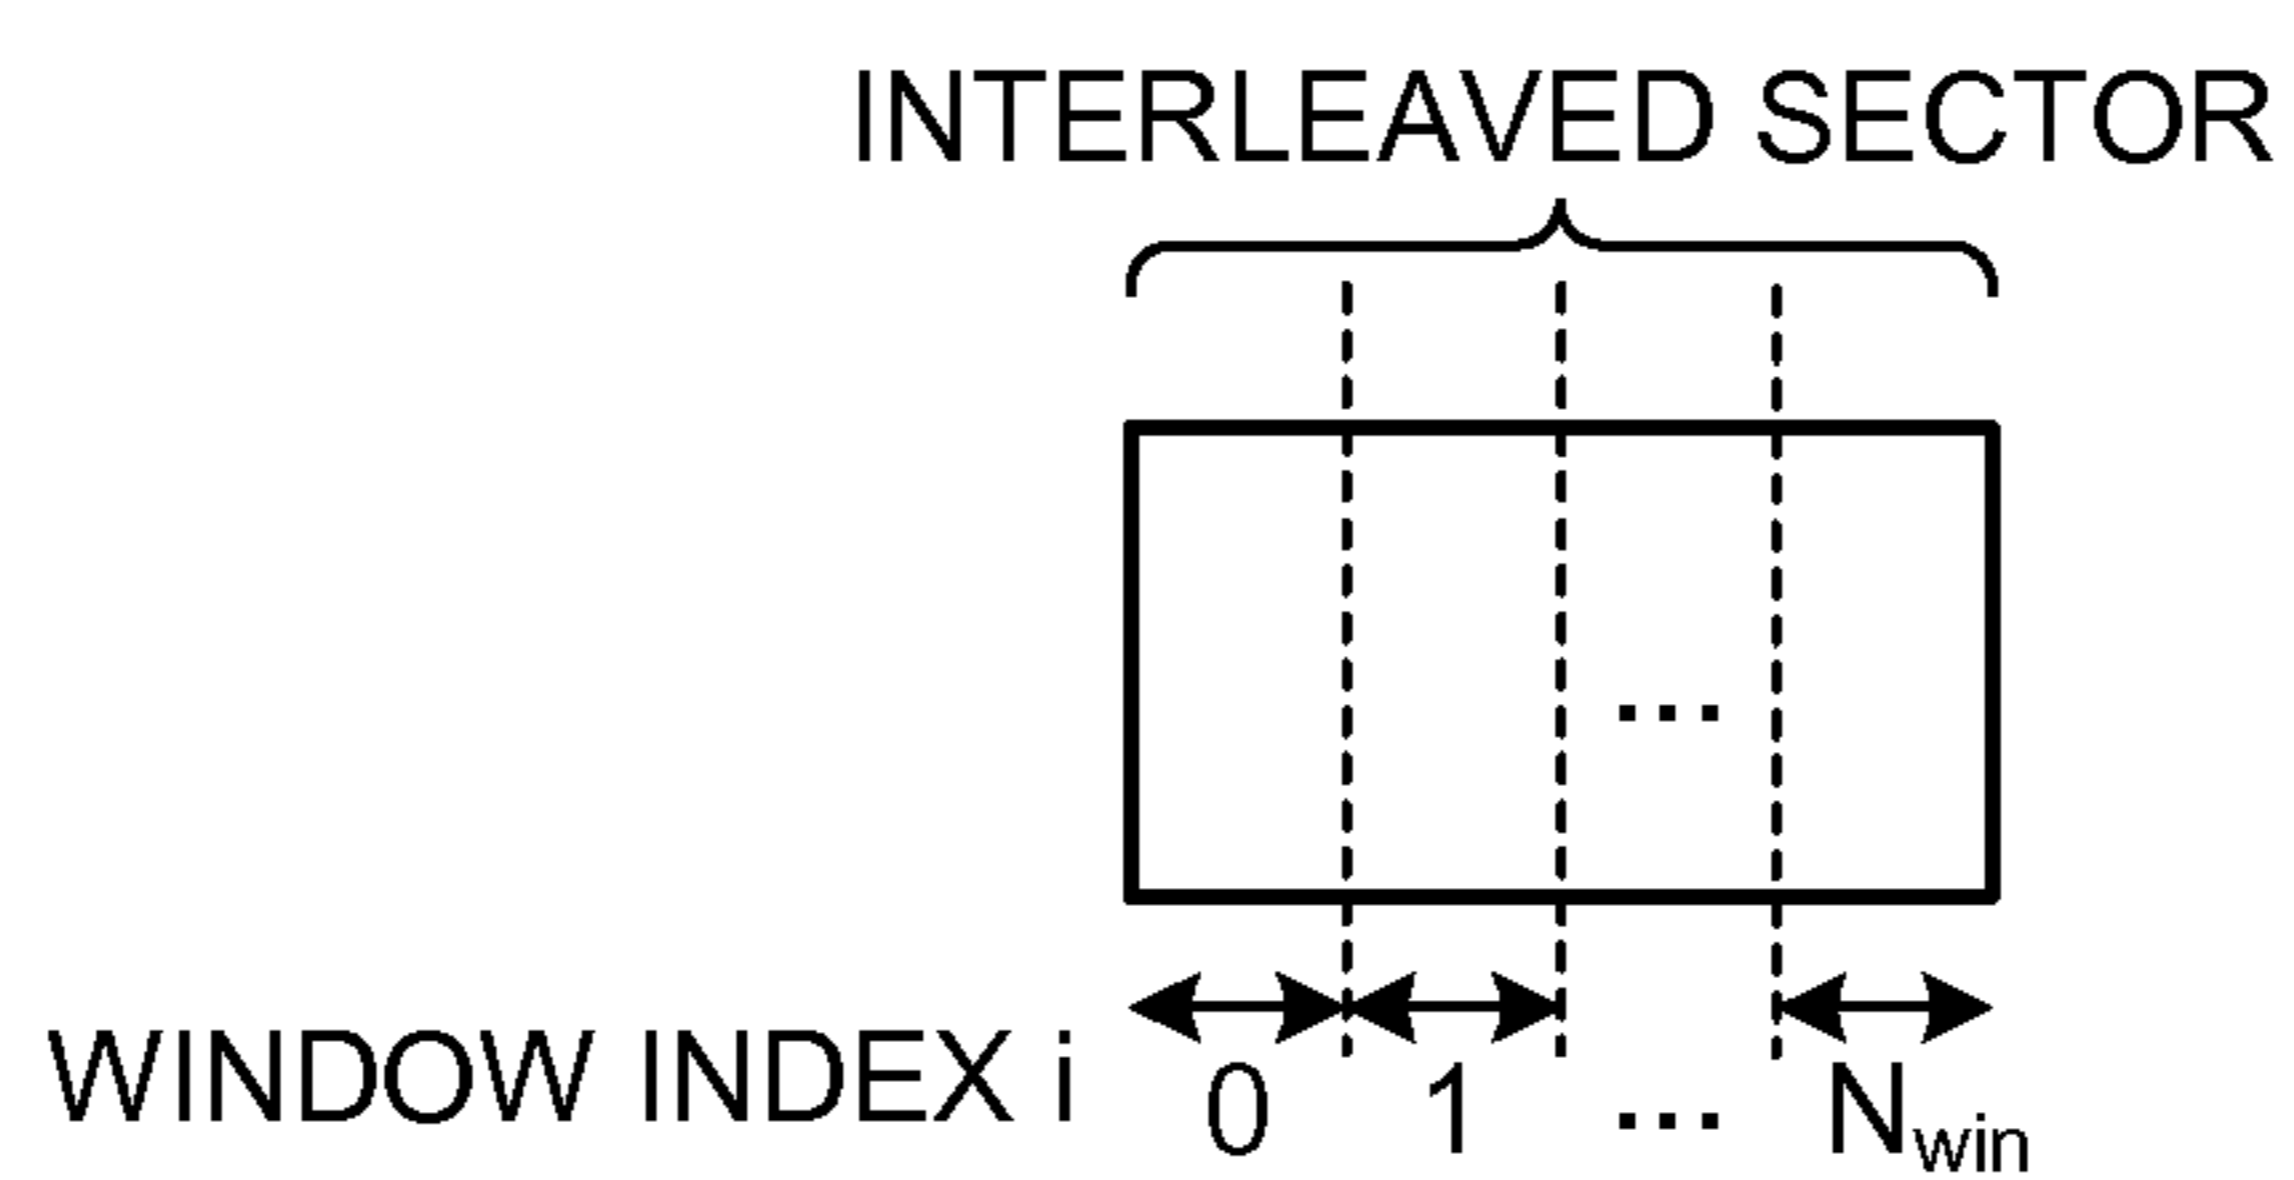 INTERLEAVED SECTOR
...
WINDOW INDEX i 0 1 ... Nwin